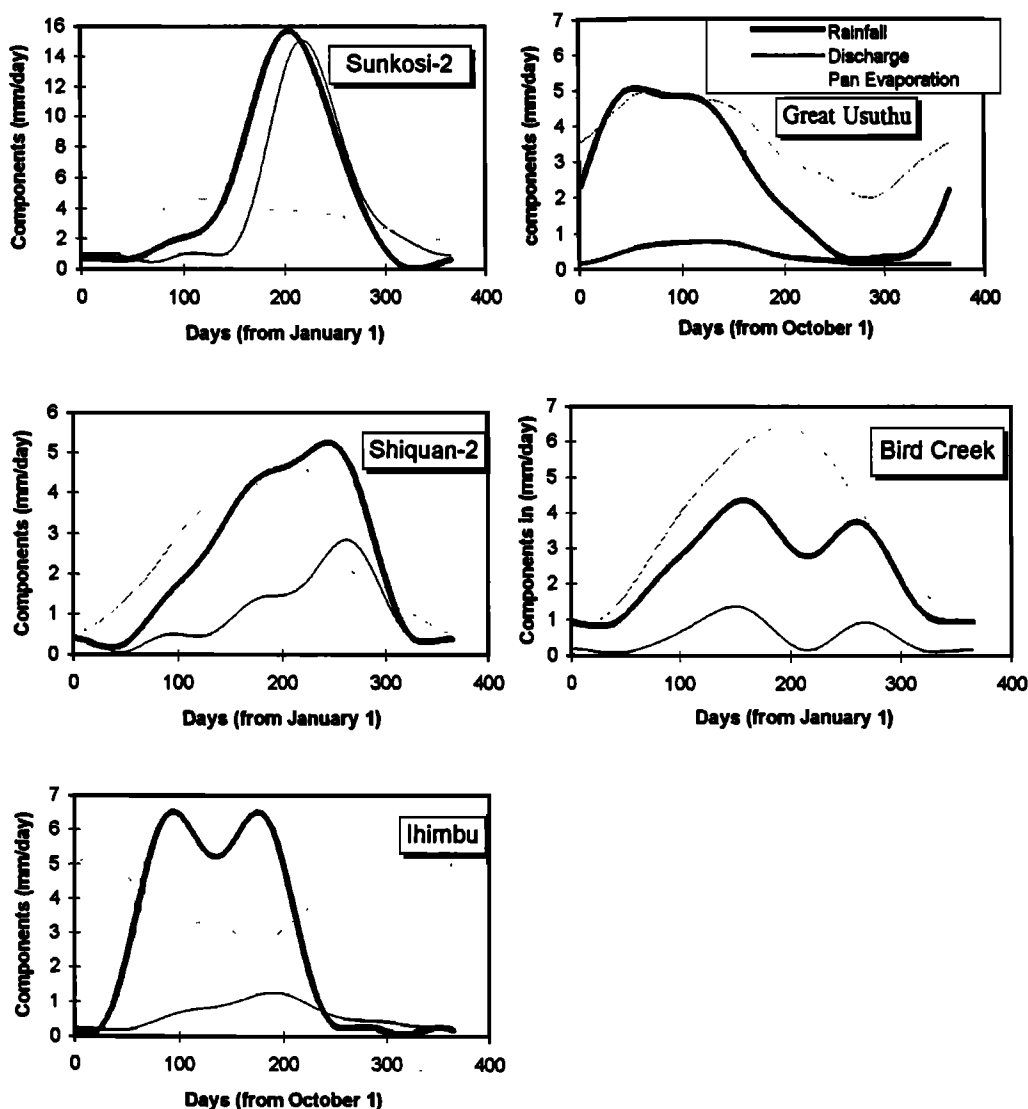 Components (mm/day)
16
14
12
10
8
6
4
2
0
Sunkosi-2
0 100 200 300 400
Days (from January 1)
components (mm/day)
7
6
5
4
3
2
1
0
Rainfall
Discharge
Pan Evaporation
Great Usuthu
0 100 200 300 400
Days (from October 1)
Components (mm/day)
6
5
4
3
2
1
0
Shiquan-2
0 100 200 300 400
Days (from January 1)
Components in (mm/day)
7
6
5
4
3
2
1
0
Bird Creek
0 100 200 300 400
Days (from January 1)
Components (mm/day)
7
6
5
4
3
2
1
0
Ihimbu
0 100 200 300 400
Days (from October 1)